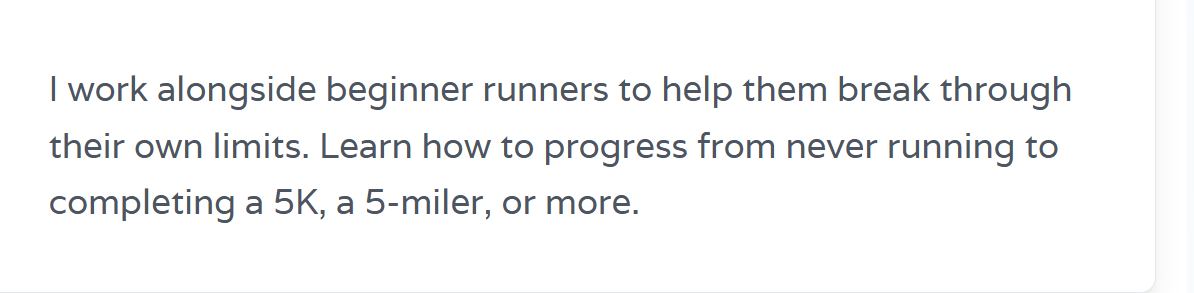 I work alongside beginner runners to help them break through
their own limits. Learn how to progress from never running to
completing a 5K, a 5-miler, or more.